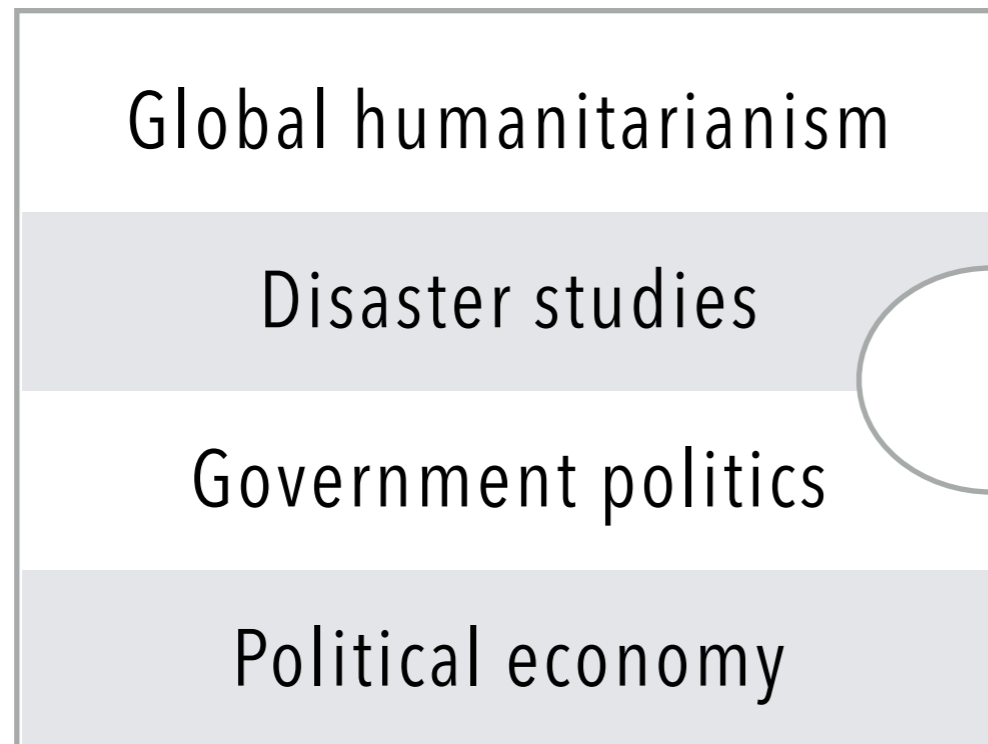 Global humanitarianism
Disaster studies
Government politics
Political economy